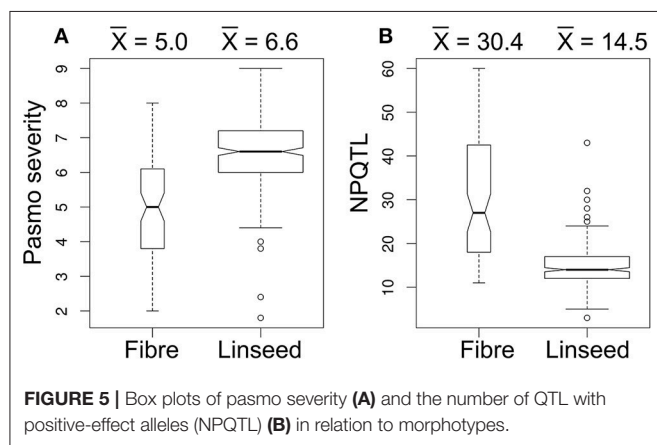 A
X̅ = 5.0
X̅ = 6.6
Pasmo severity
9
8
7
6
5
4
3
2
Fibre
Linseed
B
X̅ = 30.4
X̅ = 14.5
NPQTL
60
50
40
30
20
10
Fibre
Linseed
FIGURE 5 | Box plots of pasmo severity (A) and the number of QTL with
positive-effect alleles (NPQTL) (B) in relation to morphotypes.